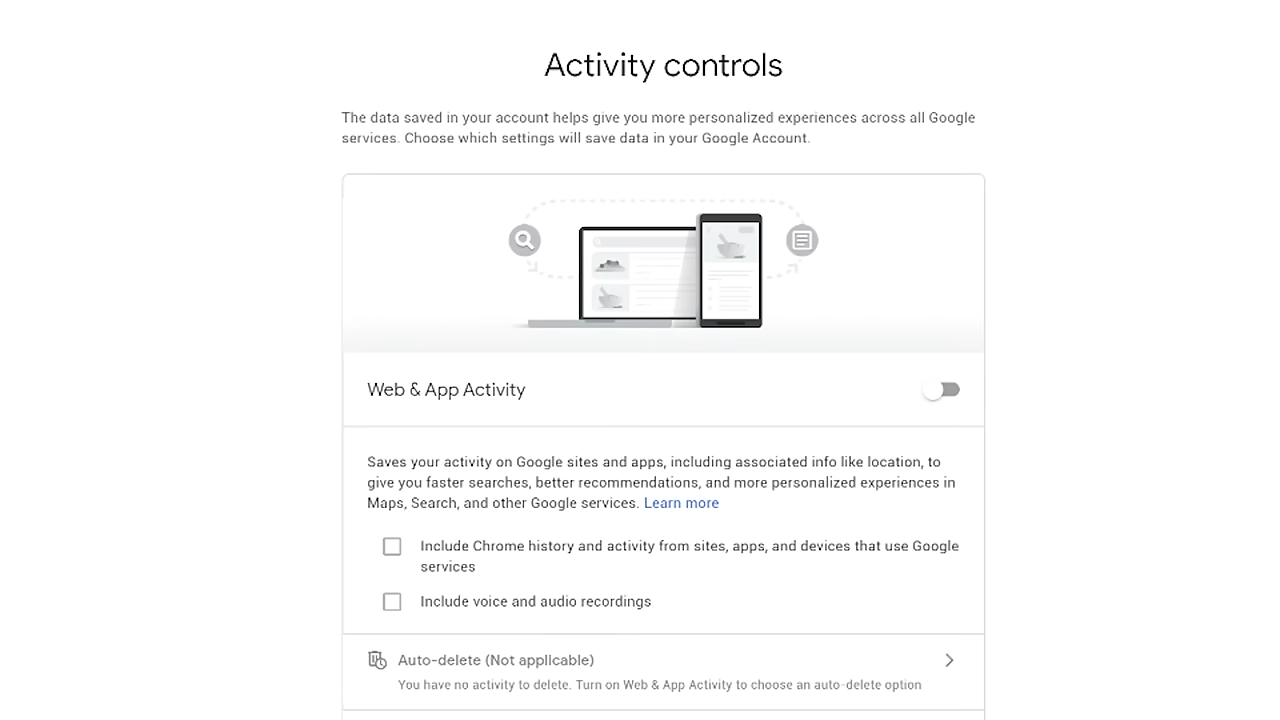 Activity controls
The data saved in your account helps give you more personalized experiences across all Google
services. Choose which settings will save data in your Google Account.
Web & App Activity
Saves your activity on Google sites and apps, including associated info like location, to
give you faster searches, better recommendations, and more personalized experiences in
Maps, Search, and other Google services. Learn more
Include Chrome history and activity from sites, apps, and devices that use Google
services
Include voice and audio recordings
Auto-delete (Not applicable)
You have no activity to delete. Turn on Web & App Activity to choose an auto-delete option